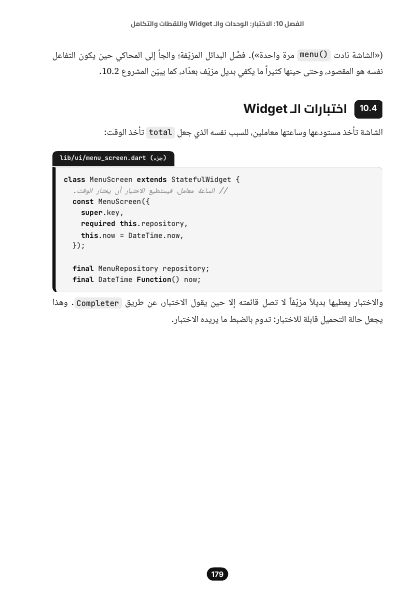 الفصل 10: الاختبار: الوحدات والـ Widget واللقطات والتكامل
(«الشاشة نادت menu() مرة واحدة»). فضّل البدائل المزيّفة؛ والجأ إلى المحاكي حين يكون التفاعل
نفسه هو المقصود، وحتى حينها كثيراً ما يكفي بديل مزيّف بعدّاد، كما يبيّن المشروع 10.2.
10.4 اختبارات الـ Widget
الشاشة تأخذ مستودعها وساعتها معاملين، للسبب نفسه الذي جعل total تأخذ الوقت:
lib/ui/menu_screen.dart (جزء)
class MenuScreen extends StatefulWidget {
// الساعة معامل، فيستطيع الاختبار أن يختار الوقت.
const MenuScreen({
super.key,
required this.repository,
this.now = DateTime.now,
});
final MenuRepository repository;
final DateTime Function() now;
والاختبار يعطيها بديلاً مزيّفاً لا تصل قائمته إلا حين يقول الاختبار، عن طريق Completer. وهذا
يجعل حالة التحميل قابلة للاختبار: تدوم بالضبط ما يريده الاختبار.
179